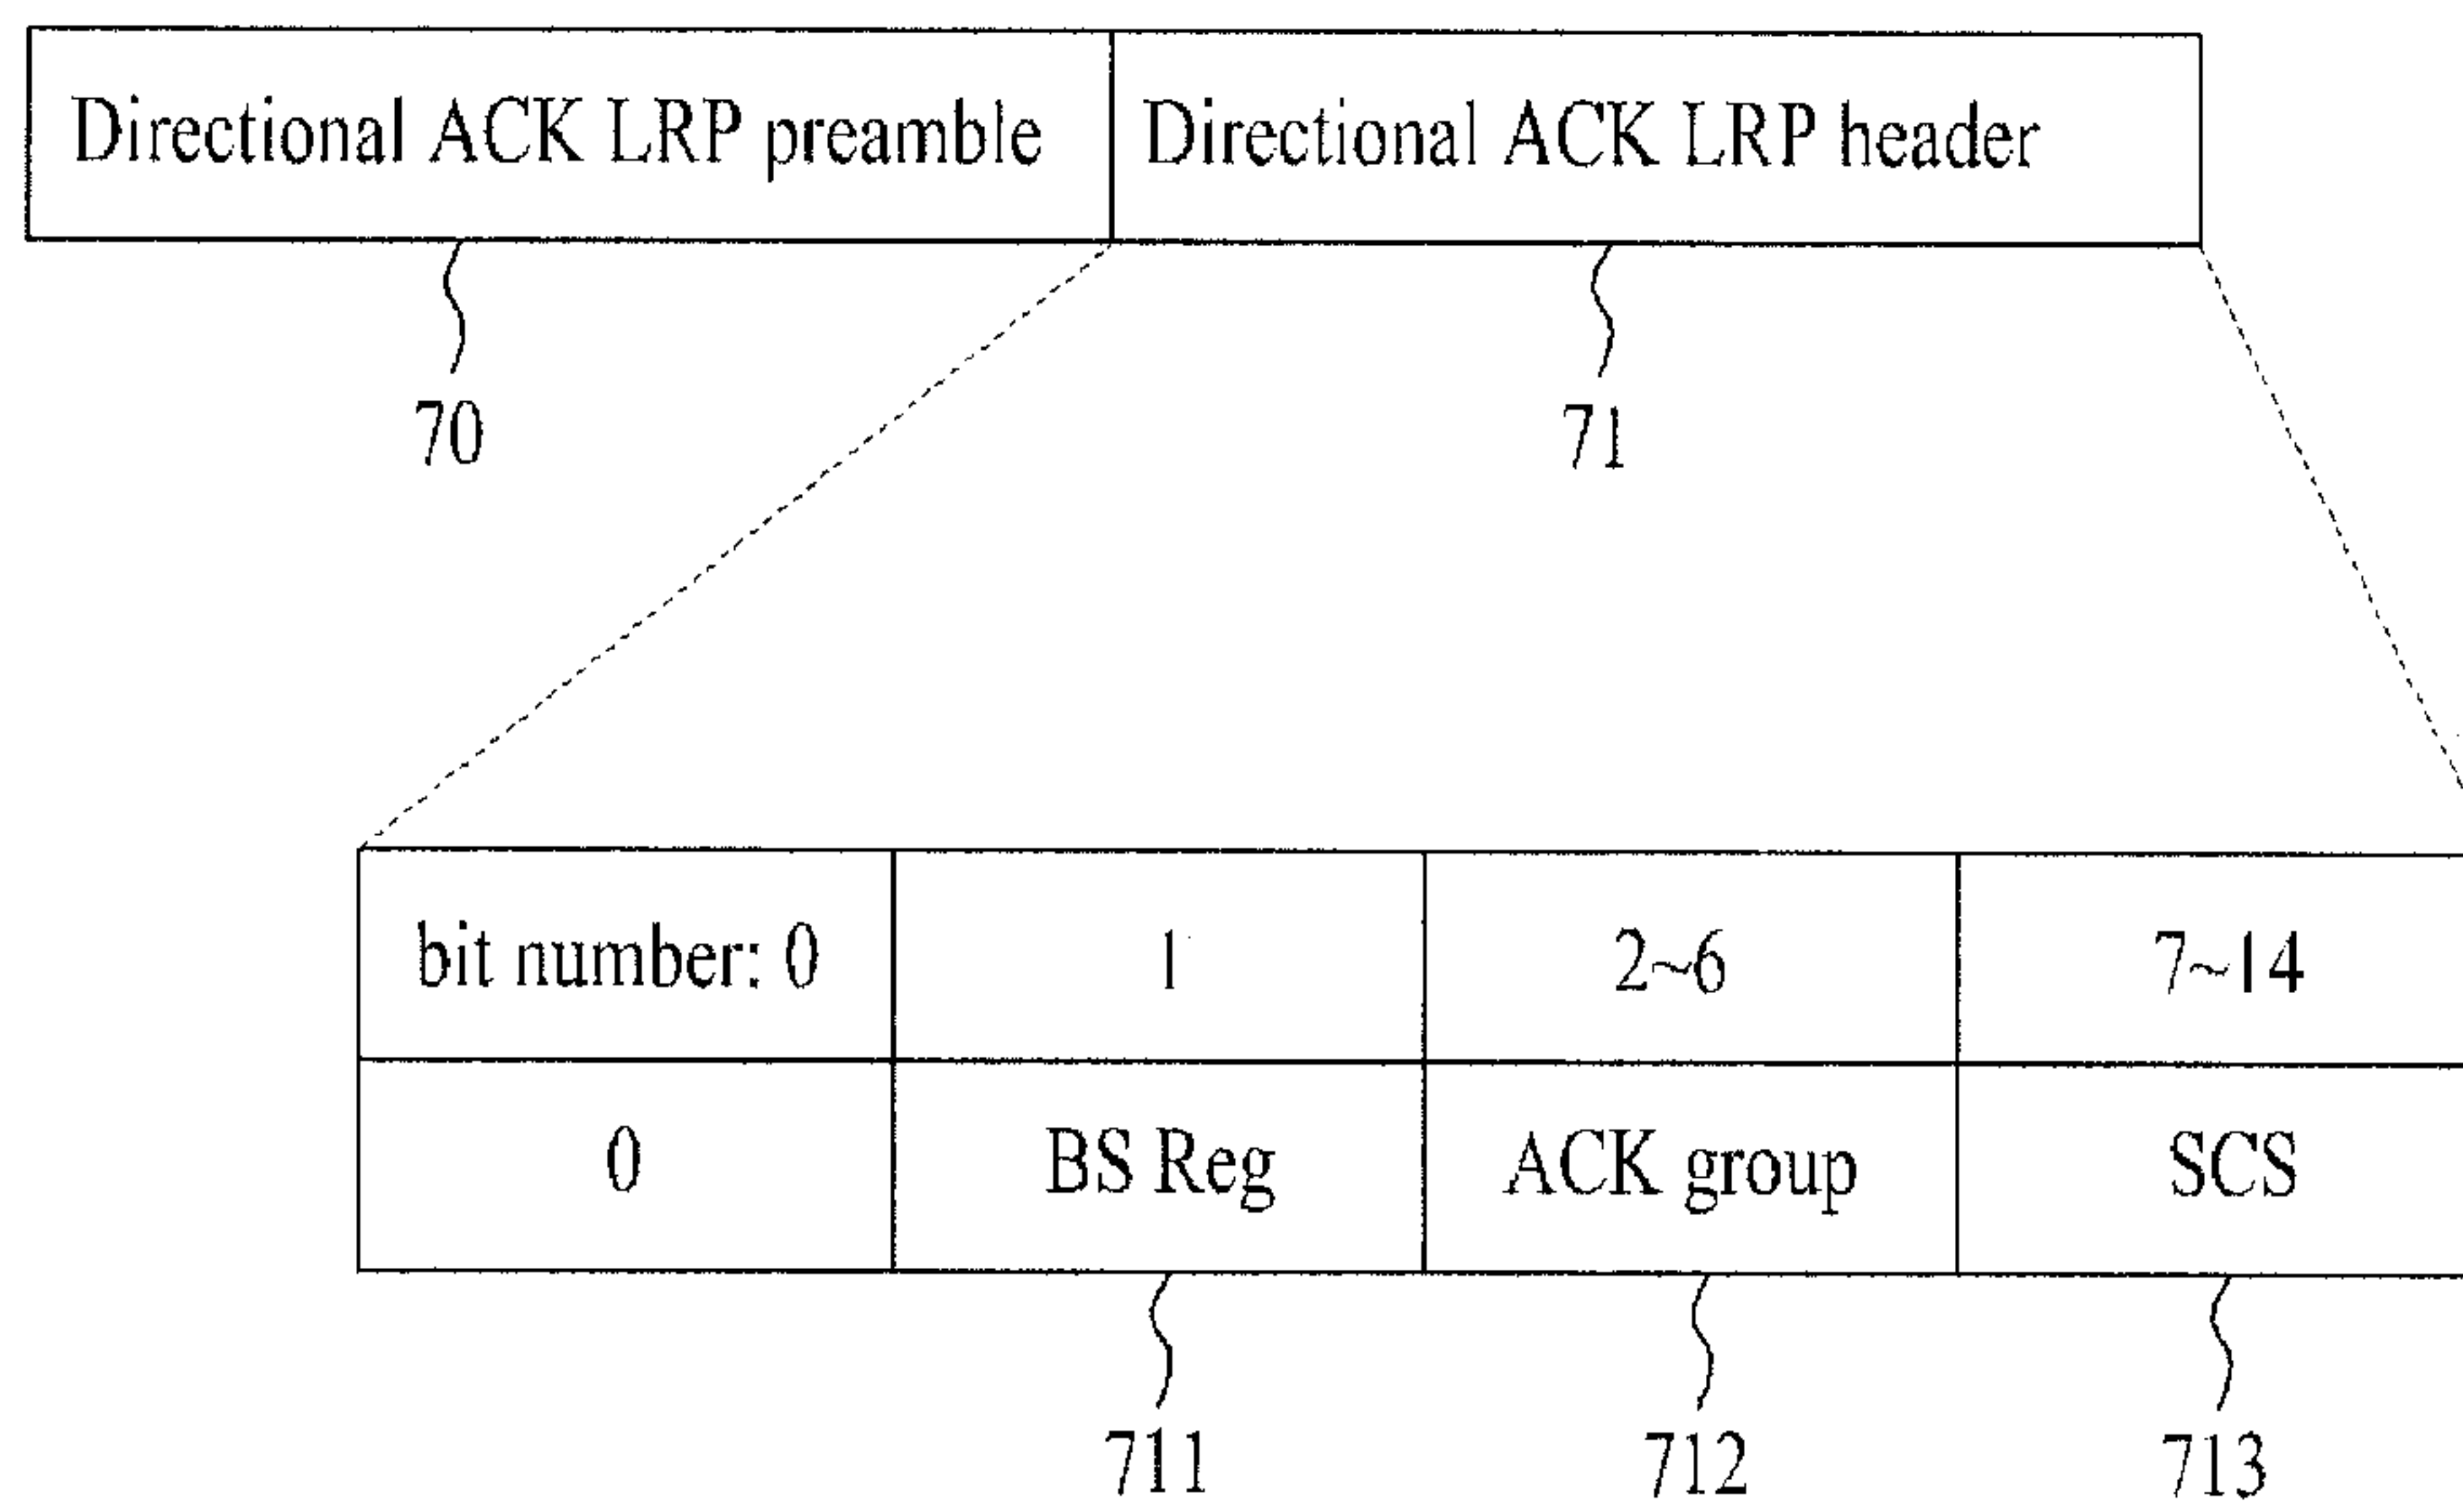 Directional ACK LRP preamble Directional ACK LRP header
70 71
bit number: 0 1 2~6 7~14
0 BS Reg ACK group SCS
711 712 713